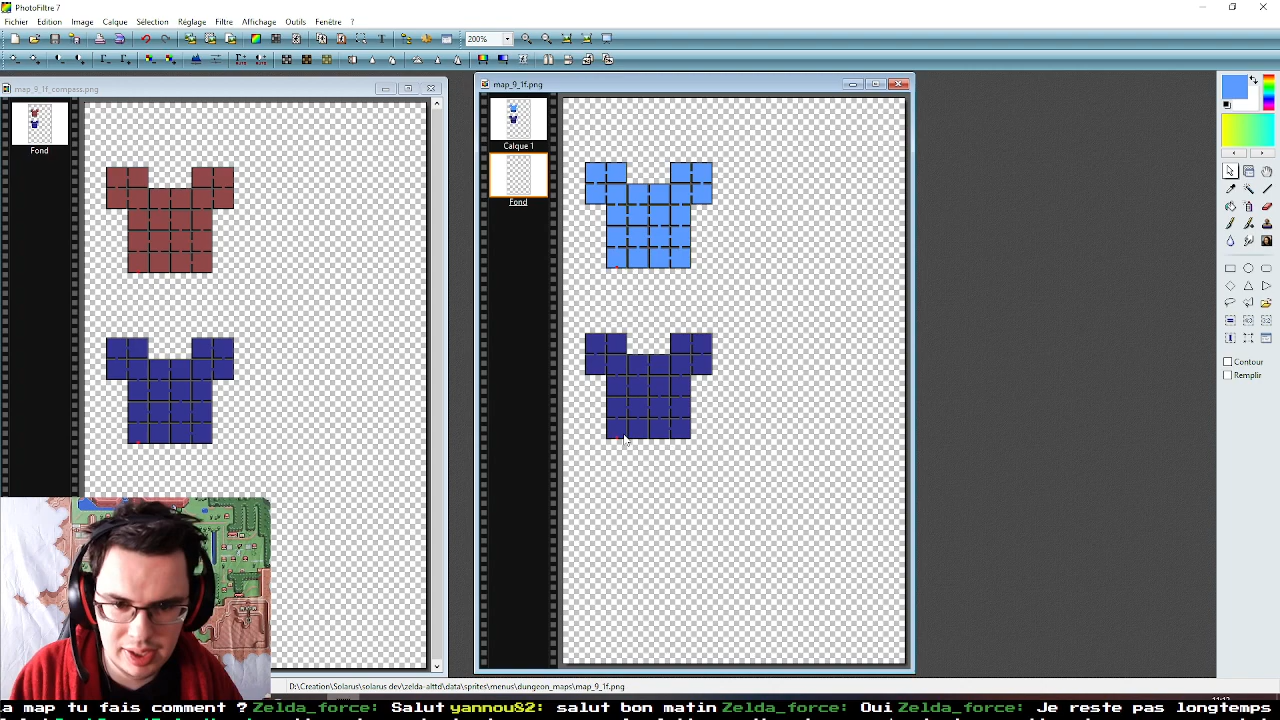 PhotoFiltre 7
Fichier Edition Image Calque Sélection Réglage Filtre Affichage Outils Fenêtre ?
200%
map_9_1f_compass.png
map_9_1f.png
Fond
Calque 1
Fond
Contour
Remplir
D:\Creation\Solarus\solarus dev\zelda-alttd\data\sprites\menus\dungeon_maps\map_9_1f.png
a map tu fais comment ? Zelda_force: Salut yannou82: salut bon matin Zelda_force: Oui Zelda_force: Je reste pas longtemps